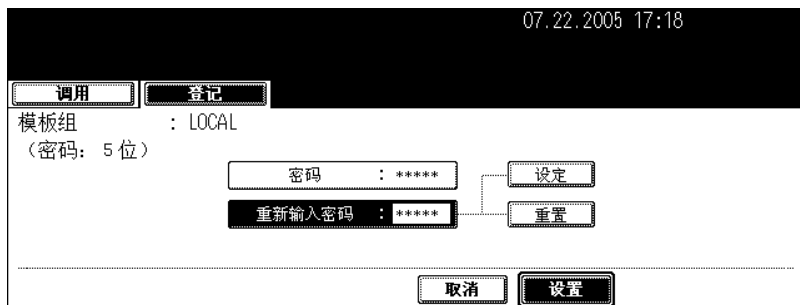 07.22.2005 17:18
调用 登记
模板组 : LOCAL
(密码: 5位)
密码 : ***** 设定
重新输入密码 : ***** 重置
取消 设置